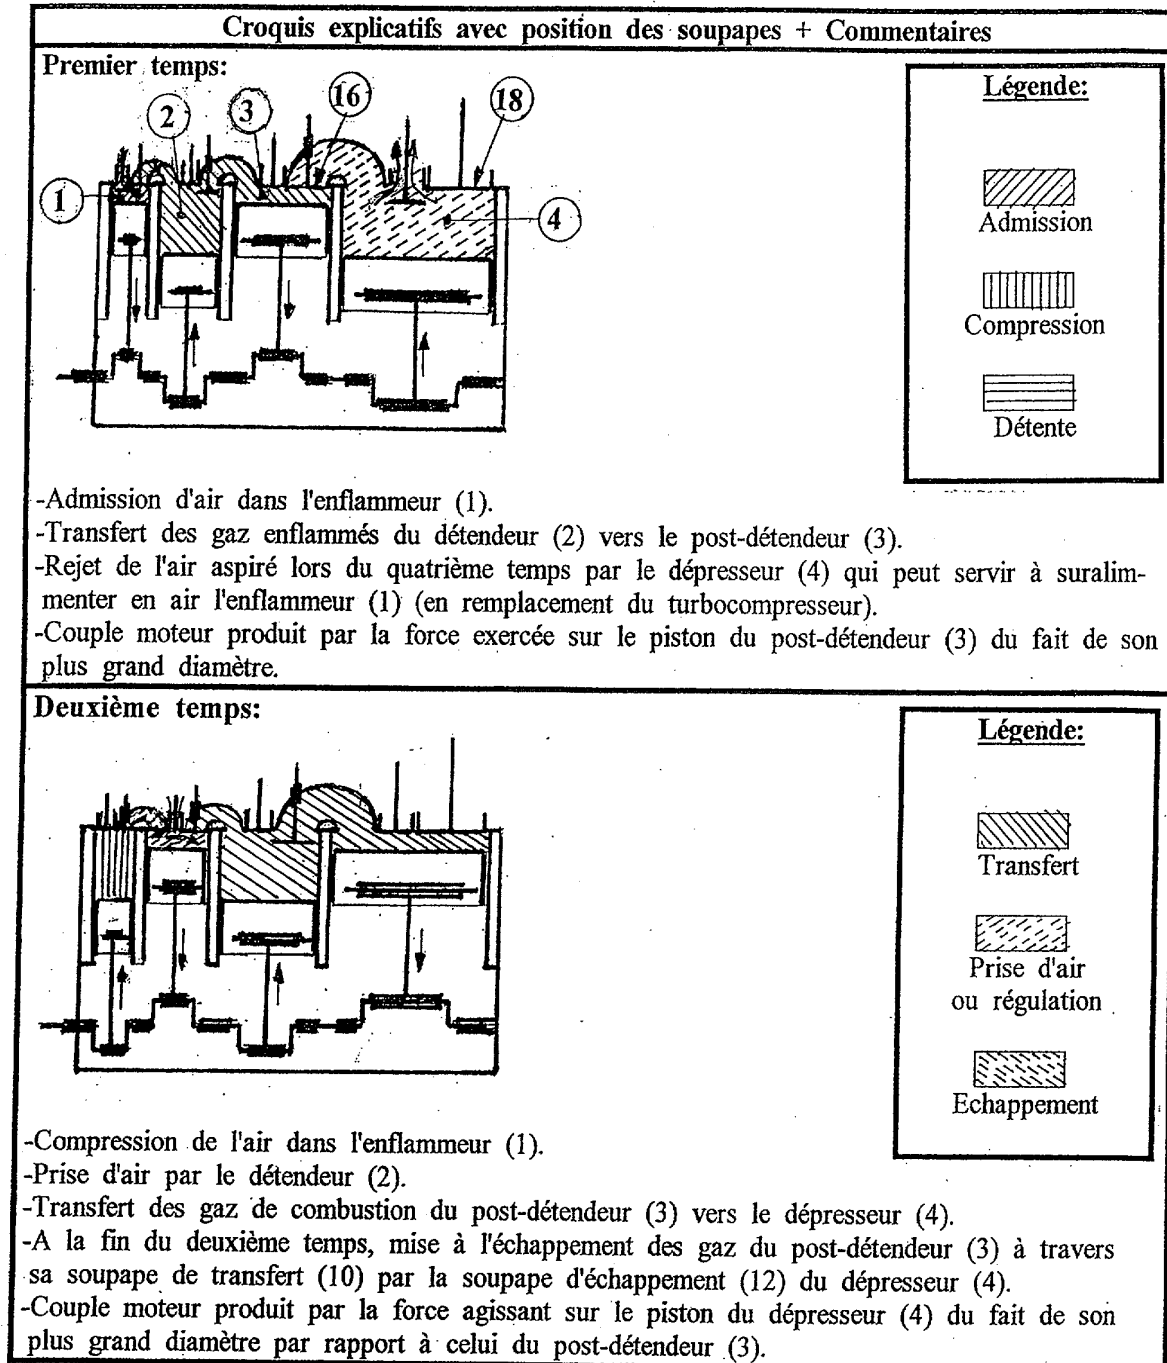 Croquis explicatifs avec position des soupapes + Commentaires
Premier temps:
1
2
3
16
18
4
Légende:
Admission
Compression
Détente
-Admission d'air dans l'enflammeur (1).
-Transfert des gaz enflammés du détendeur (2) vers le post-détendeur (3).
-Rejet de l'air aspiré lors du quatrième temps par le dépresseur (4) qui peut servir à suralim-
menter en air l'enflammeur (1) (en remplacement du turbocompresseur).
-Couple moteur produit par la force exercée sur le piston du post-détendeur (3) du fait de son
plus grand diamètre.
Deuxième temps:
Légende:
Transfert
Prise d'air
ou régulation
Echappement
-Compression de l'air dans l'enflammeur (1).
-Prise d'air par le détendeur (2).
-Transfert des gaz de combustion du post-détendeur (3) vers le dépresseur (4).
-A la fin du deuxième temps, mise à l'échappement des gaz du post-détendeur (3) à travers
sa soupape de transfert (10) par la soupape d'échappement (12) du dépresseur (4).
-Couple moteur produit par la force agissant sur le piston du dépresseur (4) du fait de son
plus grand diamètre par rapport à celui du post-détendeur (3).